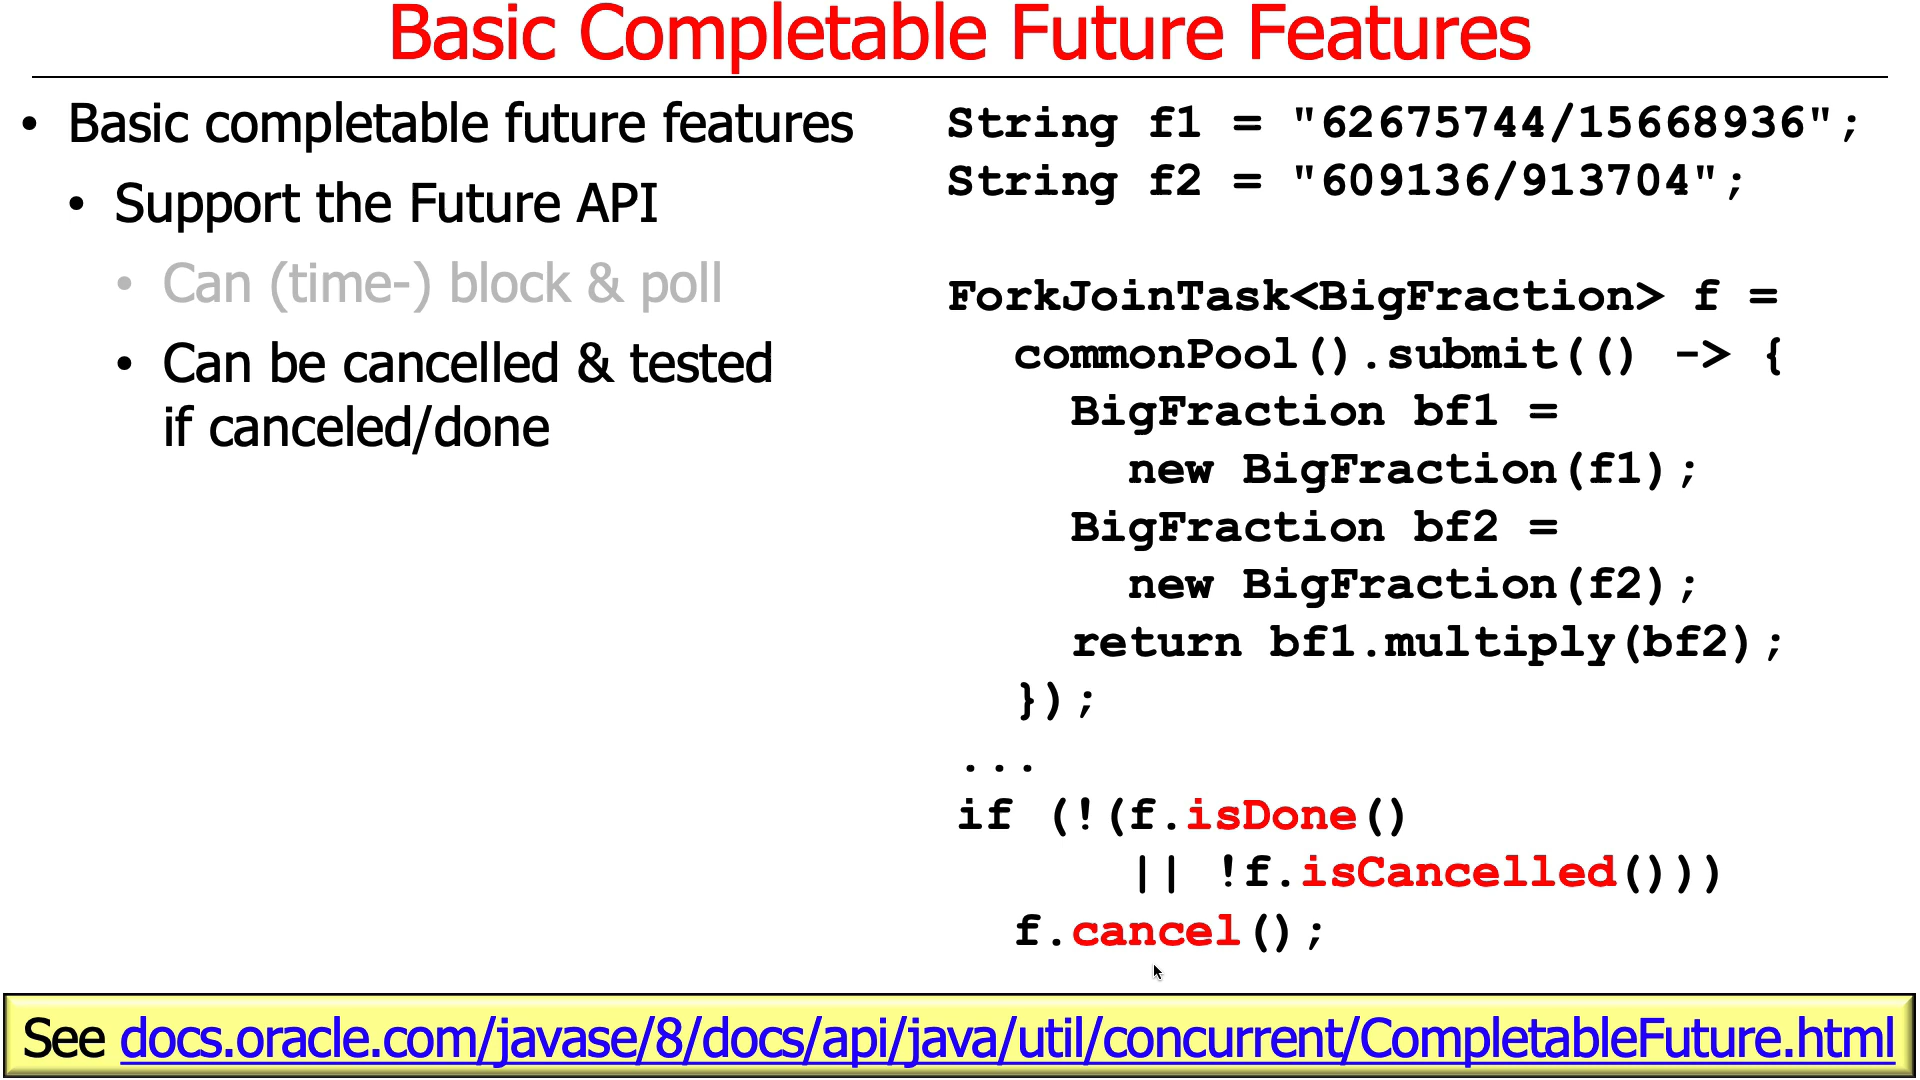 Basic Completable Future Features
• Basic completable future features
• Support the Future API
• Can (time-) block & poll
• Can be cancelled & tested
if canceled/done
String f1 = "62675744/15668936";
String f2 = "609136/913704";
ForkJoinTask<BigFraction> f =
commonPool().submit(() -> {
BigFraction bf1 =
new BigFraction(f1);
BigFraction bf2 =
new BigFraction(f2);
return bf1.multiply(bf2);
});
...
if (!(f.isDone()
|| !f.isCancelled()))
f.cancel();
See docs.oracle.com/javase/8/docs/api/java/util/concurrent/CompletableFuture.html